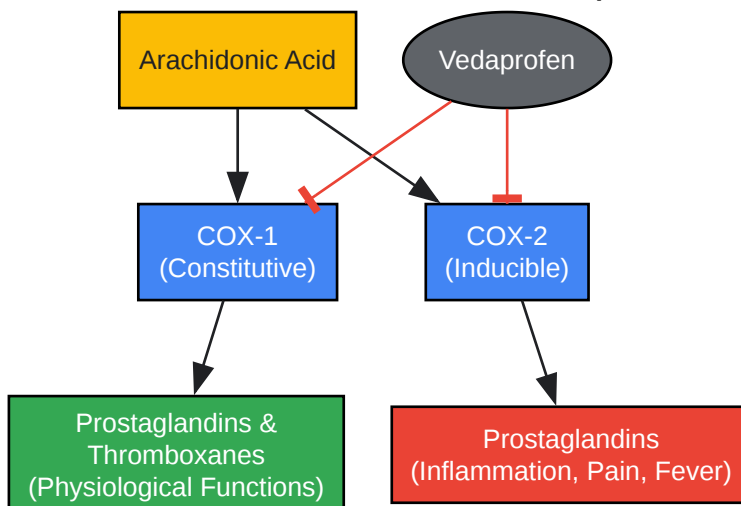 Arachidonic Acid
Vedaprofen
COX-1
(Constitutive)
COX-2
(Inducible)
Prostaglandins &
Thromboxanes
(Physiological Functions)
Prostaglandins
(Inflammation, Pain, Fever)